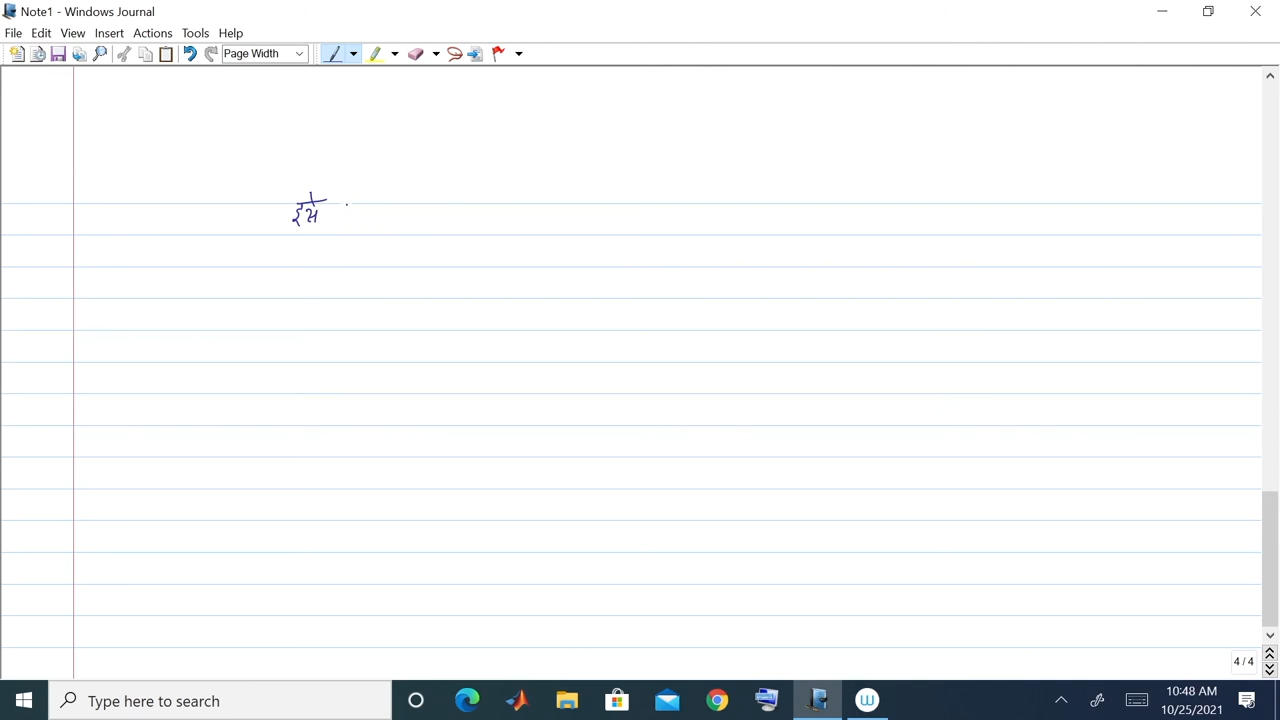 Note1 - Windows Journal
File Edit View Insert Actions Tools Help
Page Width
4 / 4
Type here to search
10:48 AM
10/25/2021